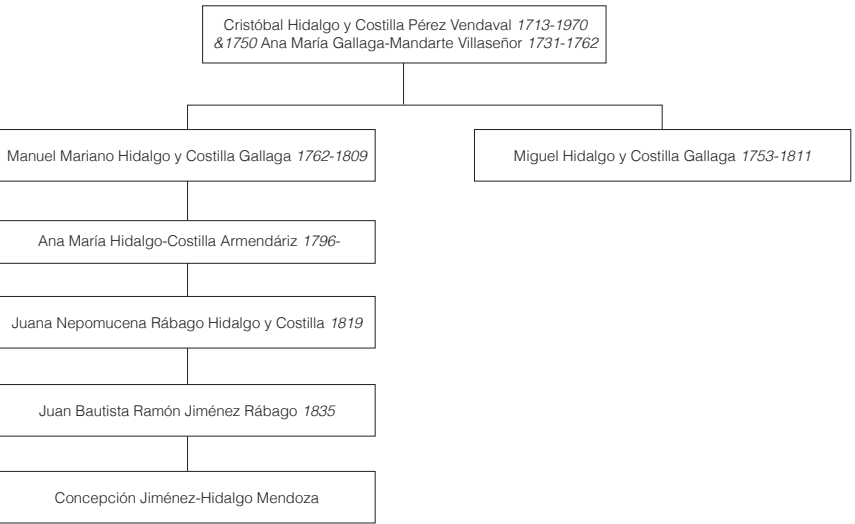 Cristóbal Hidalgo y Costilla Pérez Vendaval 1713-1970
&1750 Ana María Gallaga-Mandarte Villaseñor 1731-1762
Manuel Mariano Hidalgo y Costilla Gallaga 1762-1809
Miguel Hidalgo y Costilla Gallaga 1753-1811
Ana María Hidalgo-Costilla Armendáriz 1796-
Juana Nepomucena Rábago Hidalgo y Costilla 1819
Juan Bautista Ramón Jiménez Rábago 1835
Concepción Jiménez-Hidalgo Mendoza